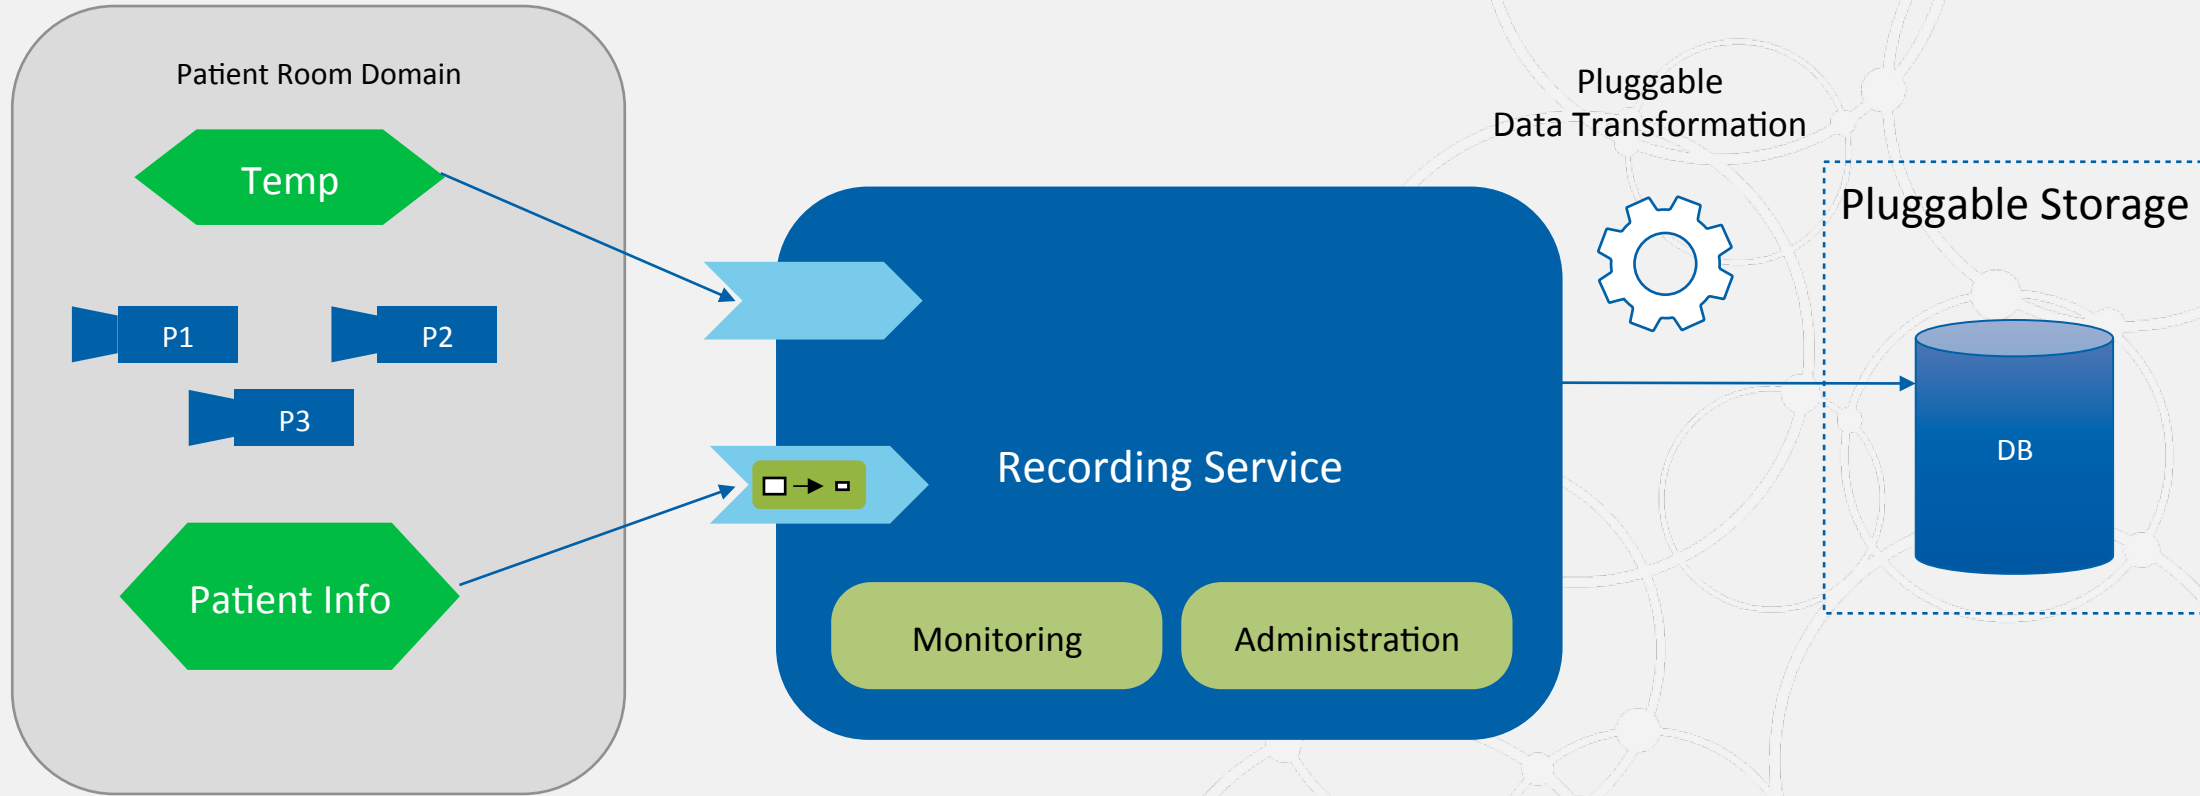 Patient Room Domain
Temp
P1
P2
P3
Patient Info
Recording Service
Monitoring
Administration
Pluggable
Data Transformation
Pluggable Storage
DB